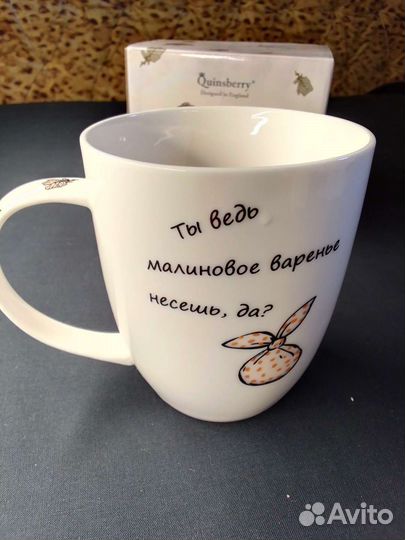 Quinsberry®
Designed in England
Ты ведь
малиновое варенье
несешь, да?
Avito